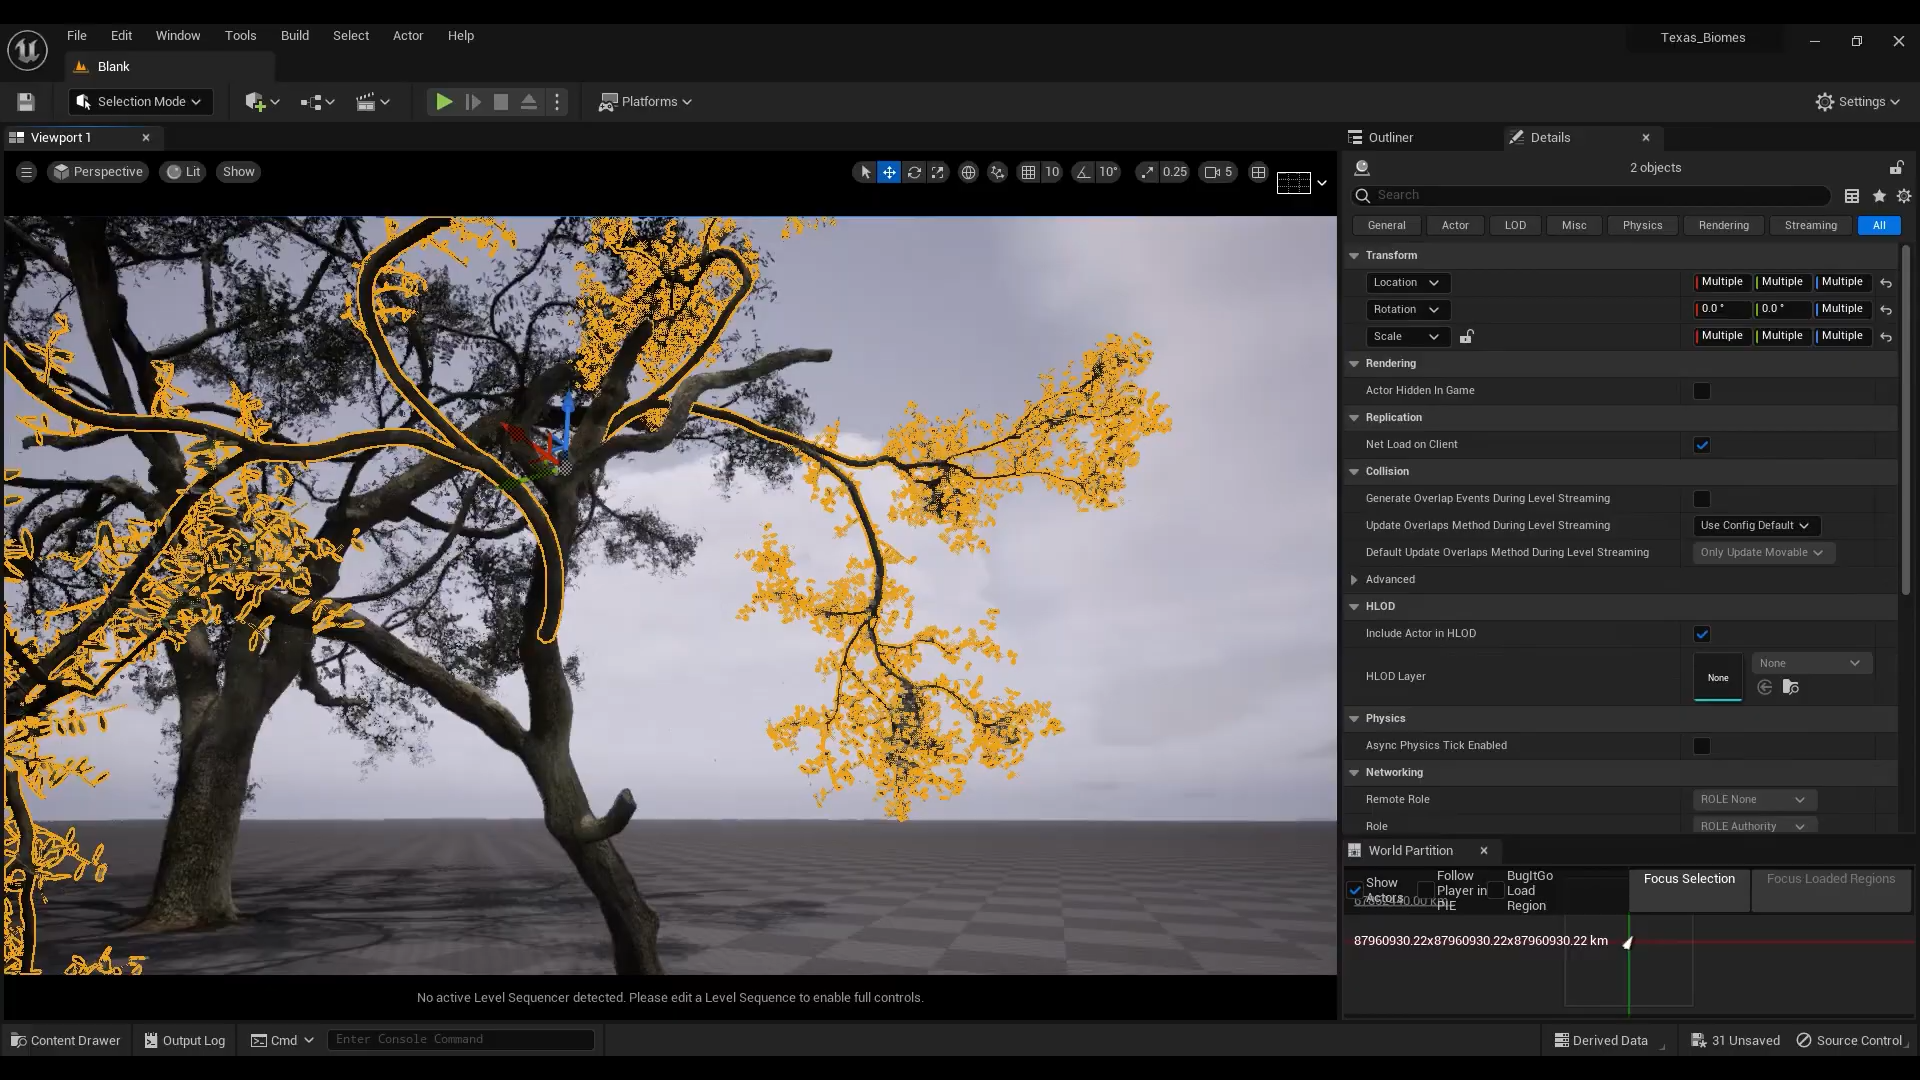 File Edit Window Tools Build Select Actor Help
Texas_Biomes
Blank
Selection Mode
Platforms
Settings
Viewport 1
Outliner
Details
Perspective
Lit
Show
10
10°
0.25
5
2 objects
Search
General
Actor
LOD
Misc
Physics
Rendering
Streaming
All
Transform
Location
Multiple Multiple Multiple
Rotation
0.0 ° 0.0 ° Multiple
Scale
Multiple Multiple Multiple
Rendering
Actor Hidden In Game
Replication
Net Load on Client
Collision
Generate Overlap Events During Level Streaming
Update Overlaps Method During Level Streaming
Use Config Default
Default Update Overlaps Method During Level Streaming
Only Update Movable
Advanced
HLOD
Include Actor in HLOD
HLOD Layer
None
None
Physics
Async Physics Tick Enabled
Networking
Remote Role
ROLE None
Role
ROLE Authority
World Partition
Show
Actors
Follow
Player in
PIE
BugItGo
Load
Region
Focus Selection
Focus Loaded Regions
87960930.22x87960930.22x87960930.22 km
No active Level Sequencer detected. Please edit a Level Sequence to enable full controls.
Content Drawer
Output Log
Cmd
Enter Console Command
Derived Data
31 Unsaved
Source Control